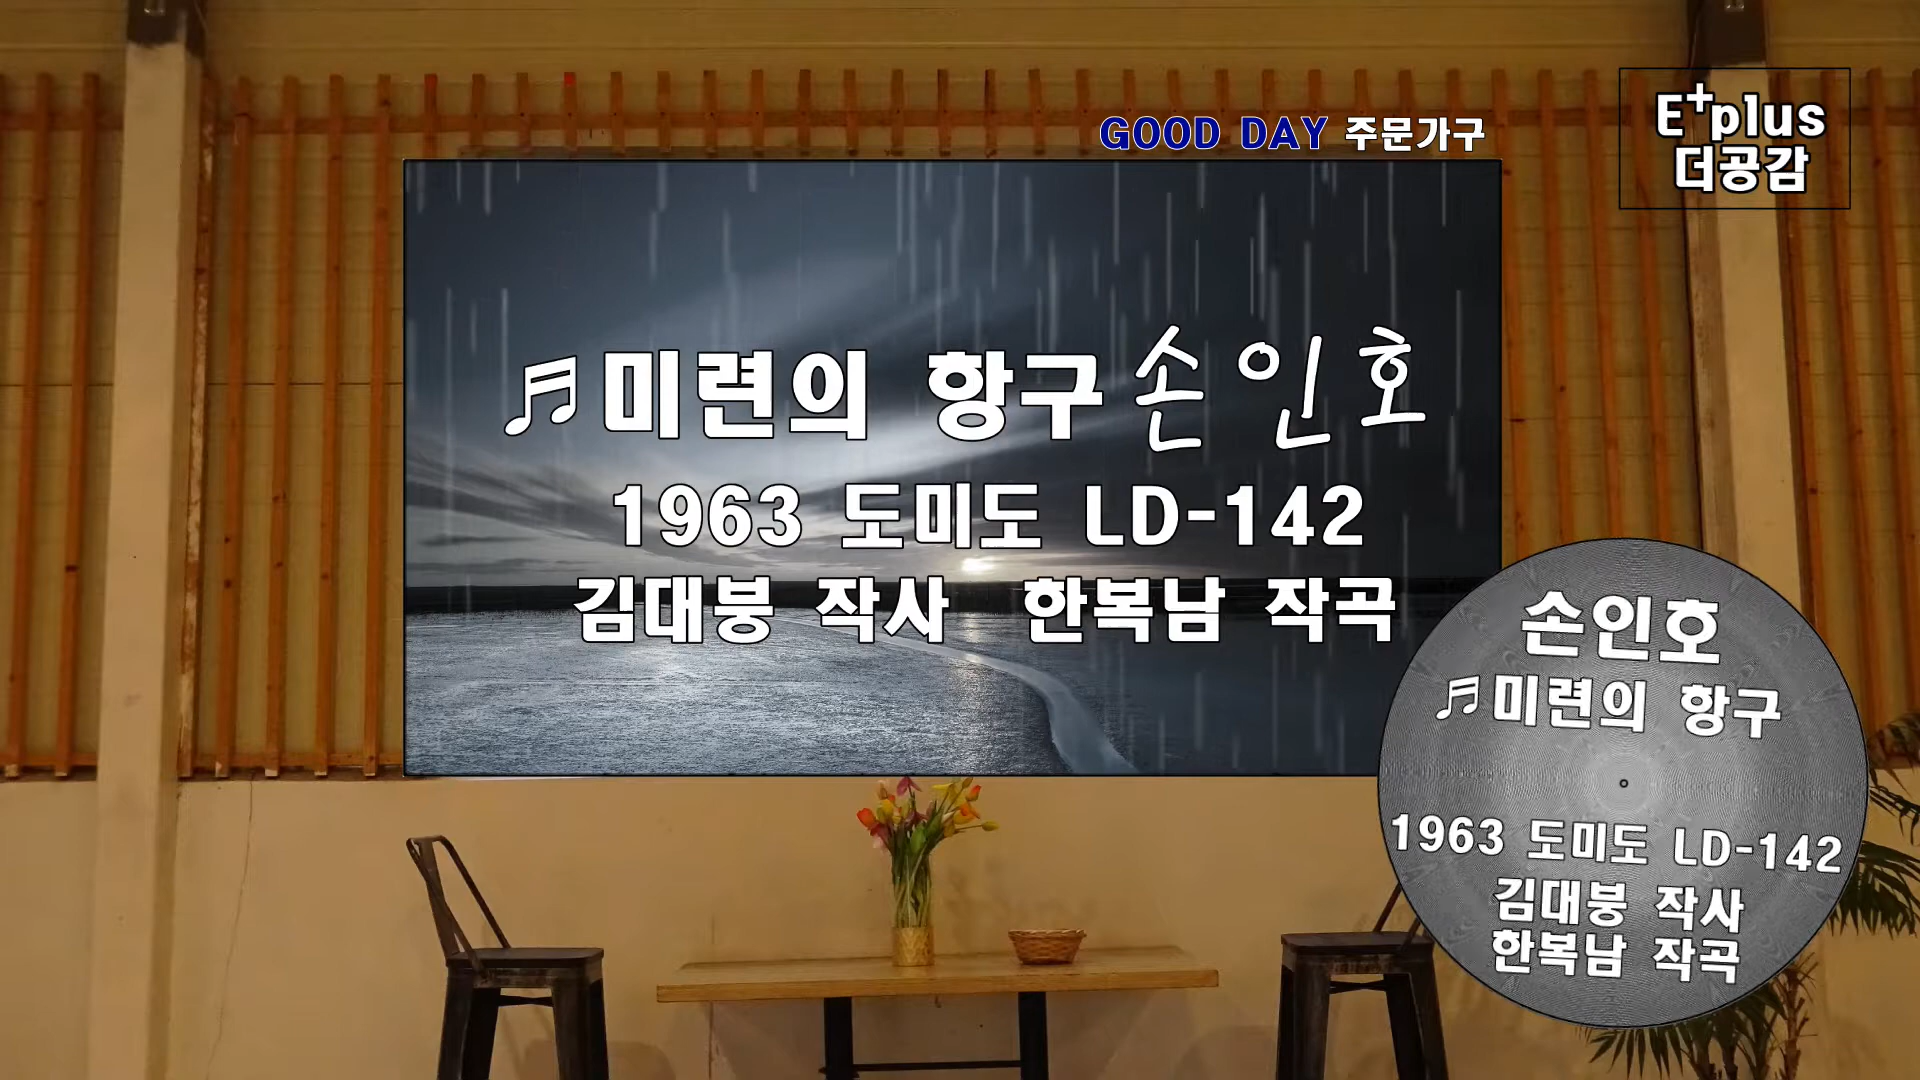 E+plus
더공감
GOOD DAY 주문가구
♬미련의 항구 손인호
1963 도미도 LD-142
김대붕 작사 한복남 작곡
손인호
♬미련의 항구
1963 도미도 LD-142
김대붕 작사
한복남 작곡